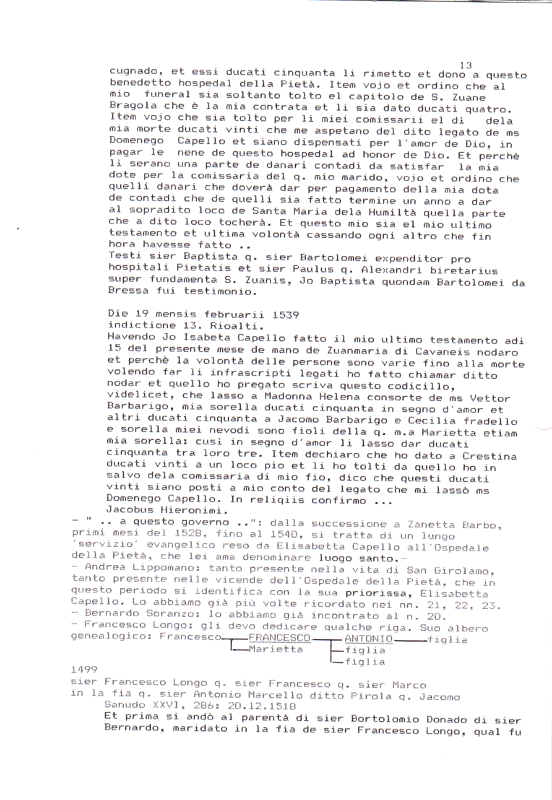 13
cugnado, et essi ducati cinquanta li rimetto et dono a questo
benedetto hospedal della Pietà. Item vojo et ordino che al
mio funeral sia soltanto tolto el capitolo de S. Zuane
Bragola che è la mia contrata et li sia dato ducati quatro.
Item vojo che sia tolto per li miei comissarii el di dela
mia morte ducati vinti che me aspetano del dito legato de ms
Domenego Capello et siano dispensati per l'amor de Dio, in
pagar le nene de questo hospedal ad honor de Dio. Et perchè
li serano una parte de danari contadi da satisfar la mia
dote per la comissaria del q. mio marido, vojo et ordino che
quelli danari che doverà dar per pagamento della mia dota
de contadi che de quelli sia fatto termine un anno a dar
al sopradito loco de Santa Maria dela Humiltà quella parte
che a dito loco tocherà. Et questo mio sia el mio ultimo
testamento et ultima volontà cassando ogni altro che fin
hora havesse fatto ..
Testi sier Baptista q. sier Bartolomei expenditor pro
hospitali Pietatis et sier Paulus q. Alexandri biretarius
super fundamenta S. Zuanis, Jo Baptista quondam Bartolomei da
Bressa fui testimonio.
Die 19 mensis februarii 1539
indictione 13. Rioalti.
Havendo Jo Isabeta Capello fatto il mio ultimo testamento adi
15 del presente mese de mano de Zuanmaria di Cavaneis nodaro
et perchè la volontà delle persone sono varie fino alla morte
volendo far li infrascripti legati ho fatto chiamar ditto
nodar et quello ho pregato scriva questo codicillo,
videlicet, che lasso a Madonna Helena consorte de ms Vettor
Barbarigo, mia sorella ducati cinquanta in segno d'amor et
altri ducati cinquanta a Jacomo Barbarigo e Cecilia fradello
e sorella miei nevodi sono fioli della q. m.a Marietta etiam
mia sorella: cusi in segno d'amor li lasso dar ducati
cinquanta tra loro tre. Item dechiaro che ho dato a Crestina
ducati vinti a un loco pio et li ho tolti da quello ho in
salvo dela comissaria di mio fio, dico che questi ducati
vinti siano posti a mio conto del legato che mi lassò ms
Domenego Capello. In reliqiis confirmo ...
Jacobus Hieronimi.
- " .. a questo governo ..": dalla successione a Zanetta Barbo,
primi mesi del 1528, fino al 1540, si tratta di un lungo
'servizio' evangelico reso da Elisabetta Capello all'Ospedale
della Pietà, che lei ama denominare luogo santo.-
- Andrea Lippomano: tanto presente nella vita di San Girolamo,
tanto presente nelle vicende dell'Ospedale della Pietà, che in
questo periodo si identifica con la sua priorissa, Elisabetta
Capello. Lo abbiamo già più volte ricordato nei nn. 21, 22, 23.
- Bernardo Soranzo: lo abbiamo già incontrato al n. 20.
- Francesco Longo: gli devo dedicare qualche riga. Suo albero
genealogico: Francesco FRANCESCO ANTONIO figlia
Marietta figlia
figlia
1499
sier Francesco Longo q. sier Francesco q. sier Marco
in la fia q. sier Antonio Marcello ditto Pirola q. Jacomo
Sanudo XXVI, 286: 20.12.1518
Et prima si andò al parentà di sier Bortolomio Donado di sier
Bernardo, maridato in la fia de sier Francesco Longo, qual fu